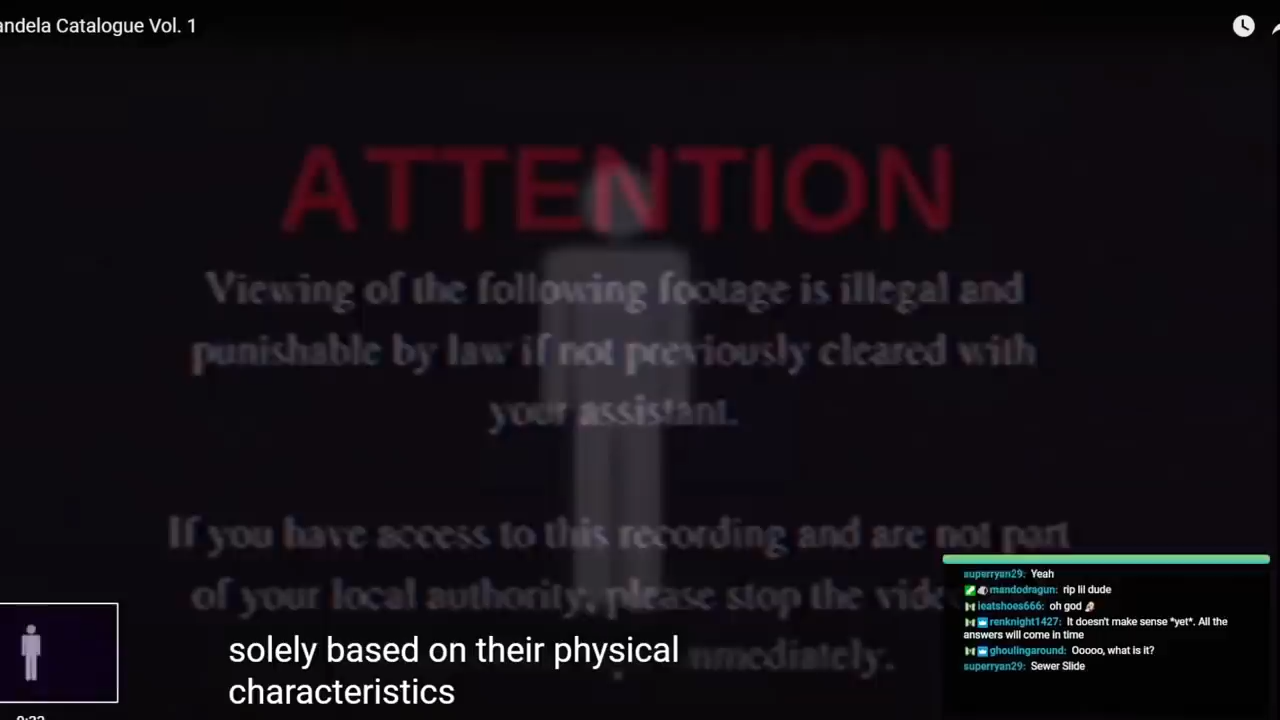 andela Catalogue Vol. 1
ATTENTION
Viewing of the following footage is illegal and
punishable by law if not previously cleared with
your assistant.
If you have access to this recording and are not part
of your local authority, please stop the vide
mmediately.
solely based on their physical
characteristics
superryan29: Yeah
mandodragun: rip lil dude
ieatshoes666: oh god
renknight1427: It doesn't make sense *yet*. All the
answers will come in time
ghoulingaround: Ooooo, what is it?
superryan29: Sewer Slide